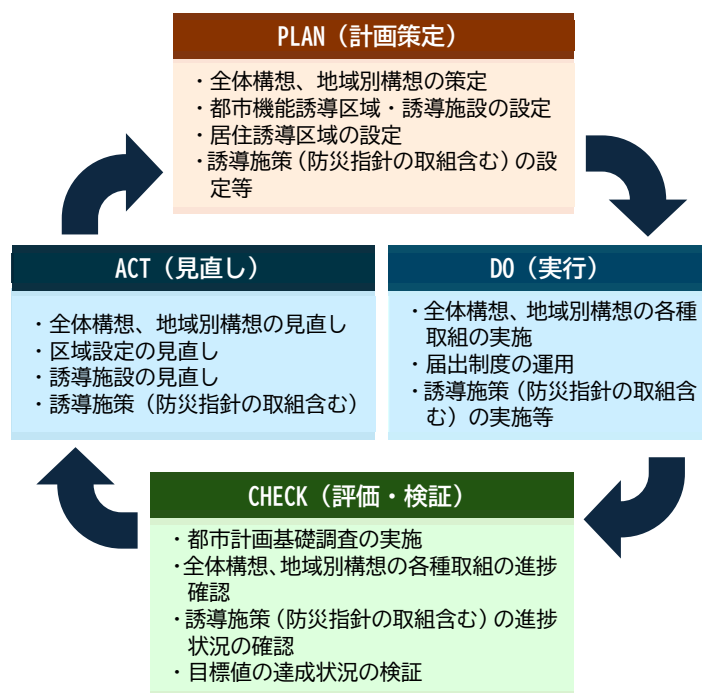 PLAN（計画策定）
・全体構想、地域別構想の策定
・都市機能誘導区域・誘導施設の設定
・居住誘導区域の設定
・誘導施策（防災指針の取組含む）の設
定等
ACT（見直し）
・全体構想、地域別構想の見直し
・区域設定の見直し
・誘導施設の見直し
・誘導施策（防災指針の取組含む）
DO（実行）
・全体構想、地域別構想の各種
取組の実施
・届出制度の運用
・誘導施策（防災指針の取組含
む）の実施等
CHECK（評価・検証）
・都市計画基礎調査の実施
・全体構想、地域別構想の各種取組の進捗
確認
・誘導施策（防災指針の取組含む）の進捗
状況の確認
・目標値の達成状況の検証